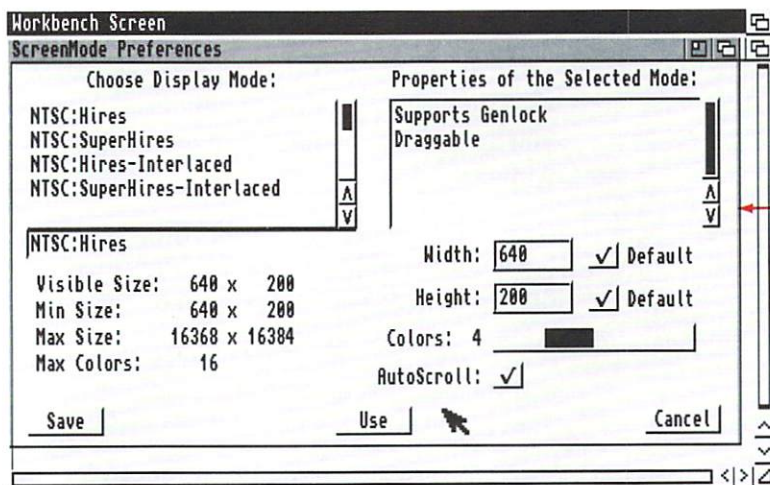 Workbench Screen
ScreenMode Preferences
Choose Display Mode:
NTSC:Hires
NTSC:SuperHires
NTSC:Hires-Interlaced
NTSC:SuperHires-Interlaced
NTSC:Hires
Visible Size: 640 x 200
Min Size: 640 x 200
Max Size: 16368 x 16384
Max Colors: 16
Properties of the Selected Mode:
Supports Genlock
Draggable
Width: 640 Default
Height: 200 Default
Colors: 4
AutoScroll:
Save
Use
Cancel